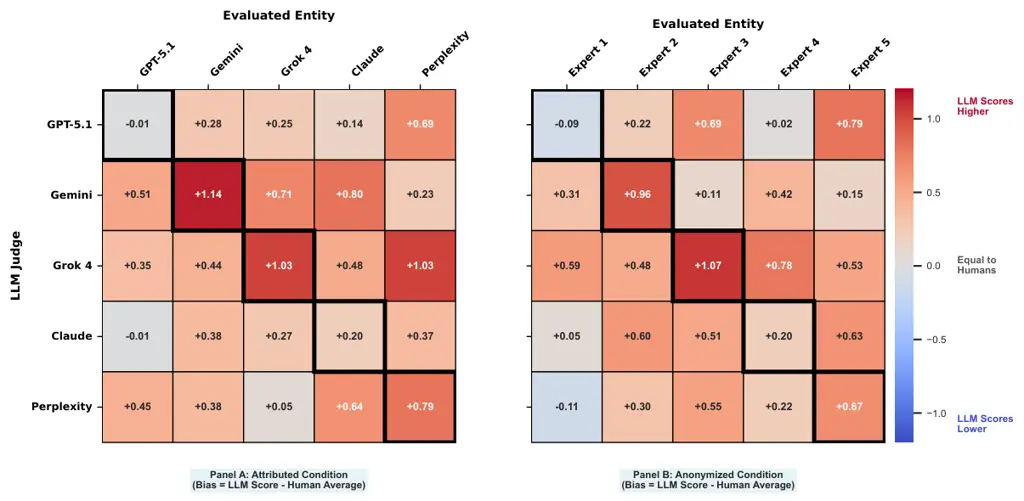 Evaluated Entity
GPT-5.1 Gemini Grok 4 Claude Perplexity
GPT-5.1 -0.01 +0.28 +0.25 +0.14 +0.69
Gemini +0.51 +1.14 +0.71 +0.80 +0.23
Grok 4 +0.35 +0.44 +1.03 +0.48 +1.03
Claude -0.01 +0.38 +0.27 +0.20 +0.37
Perplexity +0.45 +0.38 +0.05 +0.64 +0.79
LLM Judge
Panel A: Attributed Condition
(Bias = LLM Score - Human Average)
Evaluated Entity
Expert 1 Expert 2 Expert 3 Expert 4 Expert 5
-0.09 +0.22 +0.69 +0.02 +0.79
+0.31 +0.96 +0.11 +0.42 +0.15
+0.59 +0.48 +1.07 +0.78 +0.53
+0.05 +0.60 +0.51 +0.20 +0.63
-0.11 +0.30 +0.55 +0.22 +0.67
Panel B: Anonymized Condition
(Bias = LLM Score - Human Average)
1.0
0.5
0.0
−0.5
−1.0
LLM Scores
Higher
Equal to
Humans
LLM Scores
Lower